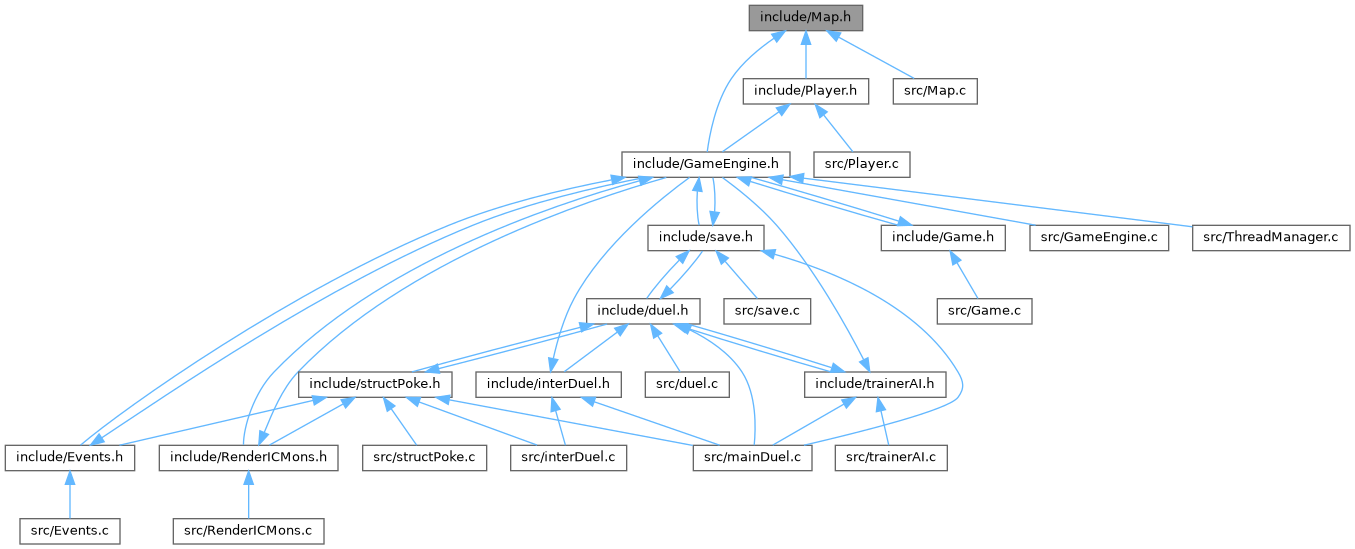 include/Map.h
include/Player.h
src/Map.c
include/GameEngine.h
src/Player.c
include/save.h
include/Game.h
src/GameEngine.c
src/ThreadManager.c
include/duel.h
src/save.c
src/Game.c
include/structPoke.h
include/interDuel.h
src/duel.c
include/trainerAI.h
include/Events.h
include/RenderICMons.h
src/structPoke.c
src/interDuel.c
src/mainDuel.c
src/trainerAI.c
src/Events.c
src/RenderICMons.c